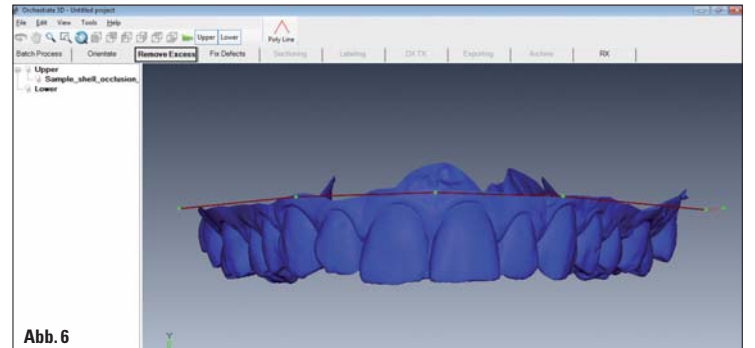 Orchestrate 3D - Untitled project
File Edit View Tools Help
Upper Lower
Poly Line
Batch Process Orientate Remove Excess Fix Defects Sectioning Labeling DX TX Exporting Archive RX
Upper
Sample_shell_occlusion_
Lower
Y
Abb. 6